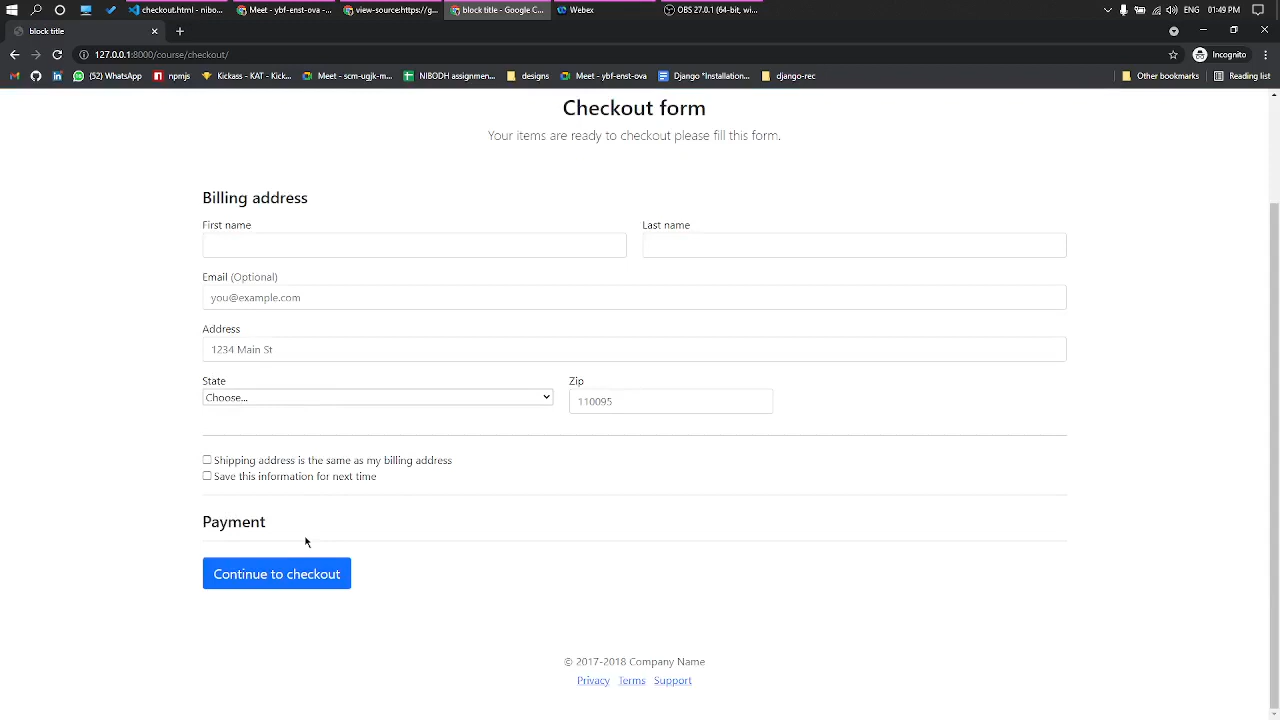 checkout.html - nibo...
Meet - ybf-enst-ova -...
view-sourcehttps://g...
block title - Google C...
Webex
OBS 27.0.1 (64-bit, wi...
ENG
01:49 PM
block title
127.0.0.1:8000/course/checkout/
Incognito
(52) WhatsApp
npmjs
Kickass - KAT - Kick...
Meet - ssm-ugjk-m...
NIBODH assignmen...
designs
Meet - ybf-enst-ova
Django "Installation...
django-rec
Other bookmarks
Reading list
Checkout form
Your items are ready to checkout please fill this form.
Billing address
First name
Last name
Email (Optional)
you@example.com
Address
1234 Main St
State
Zip
Choose...
110095
Shipping address is the same as my billing address
Save this information for next time
Payment
Continue to checkout
© 2017-2018 Company Name
Privacy Terms Support